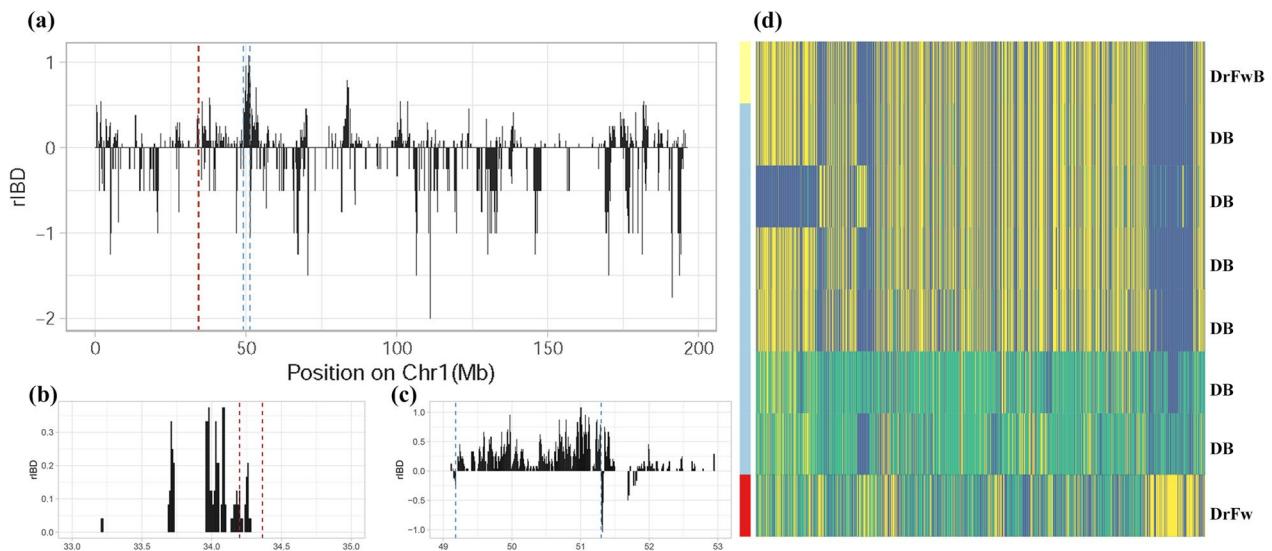 (a)
rIBD
1
0
−1
−2
0 50 100 150 200
Position on Chr1(Mb)
(b)
rIBD
0.3
0.2
0.1
0.0
33.0 33.5 34.0 34.5 35.0
(c)
rIBD
1.0
0.5
0.0
-0.5
-1.0
49 50 51 52 53
(d)
DrFwB
DB
DB
DB
DB
DB
DB
DrFw